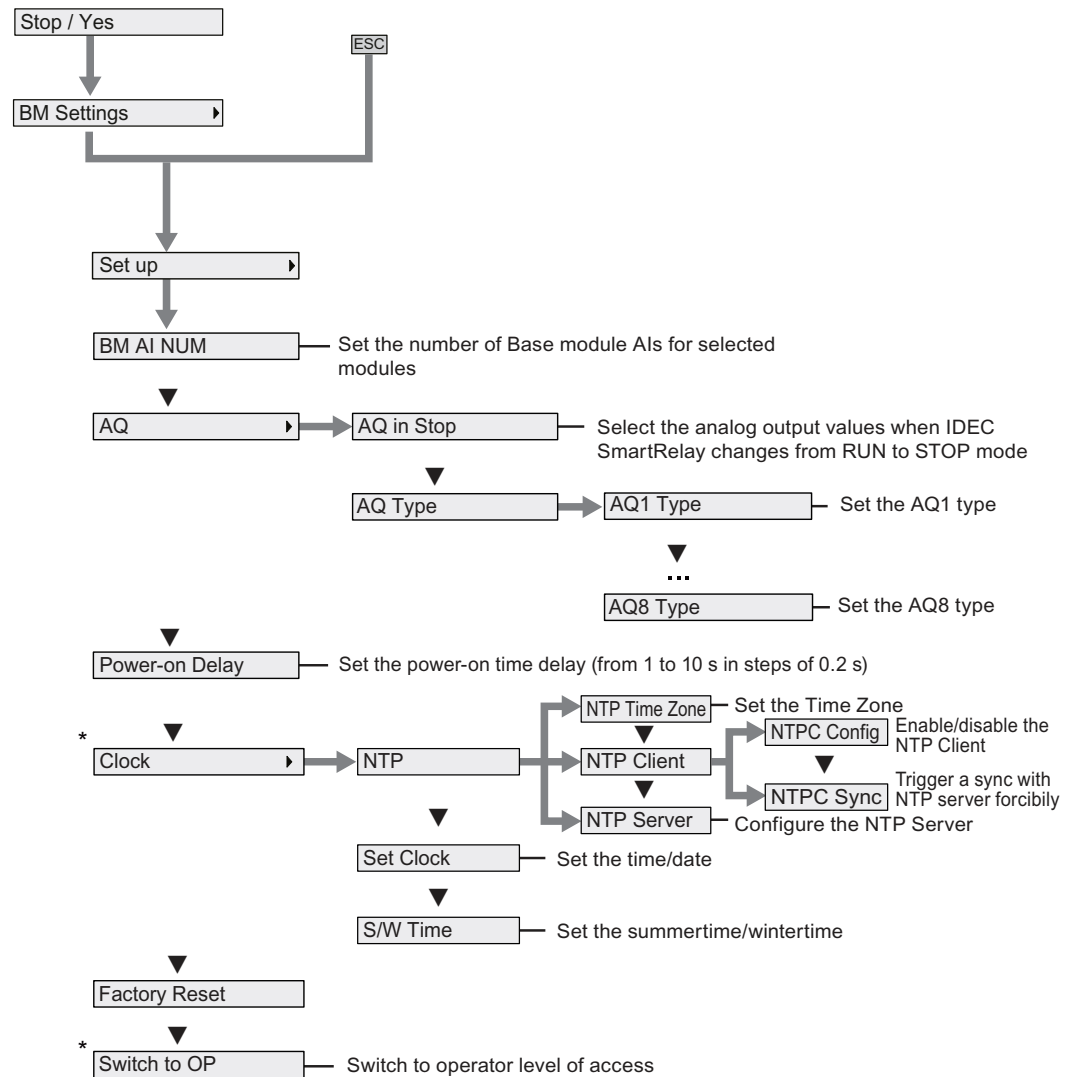 Stop / Yes
ESC
BM Settings
Set up
BM AI NUM
Set the number of Base module AIs for selected
modules
AQ
AQ in Stop
Select the analog output values when IDEC
SmartRelay changes from RUN to STOP mode
AQ Type
AQ1 Type
Set the AQ1 type
...
AQ8 Type
Set the AQ8 type
Power-on Delay
Set the power-on time delay (from 1 to 10 s in steps of 0.2 s)
*
Clock
NTP
NTP Time Zone
Set the Time Zone
NTP Client
NTPC Config
Enable/disable the
NTP Client
NTPC Sync
Trigger a sync with
NTP server forcibily
NTP Server
Configure the NTP Server
Set Clock
Set the time/date
S/W Time
Set the summertime/wintertime
Factory Reset
*
Switch to OP
Switch to operator level of access